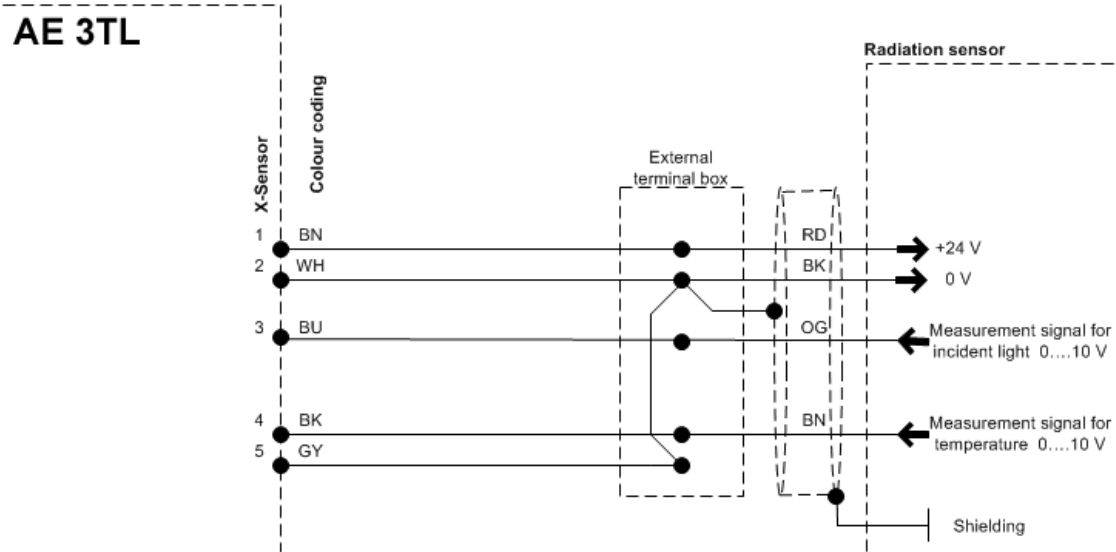 AE 3TL
Radiation sensor
X-Sensor
Colour coding
External
terminal box
1 BN RD +24 V
2 WH BK 0 V
3 BU OG Measurement signal for
incident light 0....10 V
4 BK BN Measurement signal for
temperature 0....10 V
5 GY
Shielding